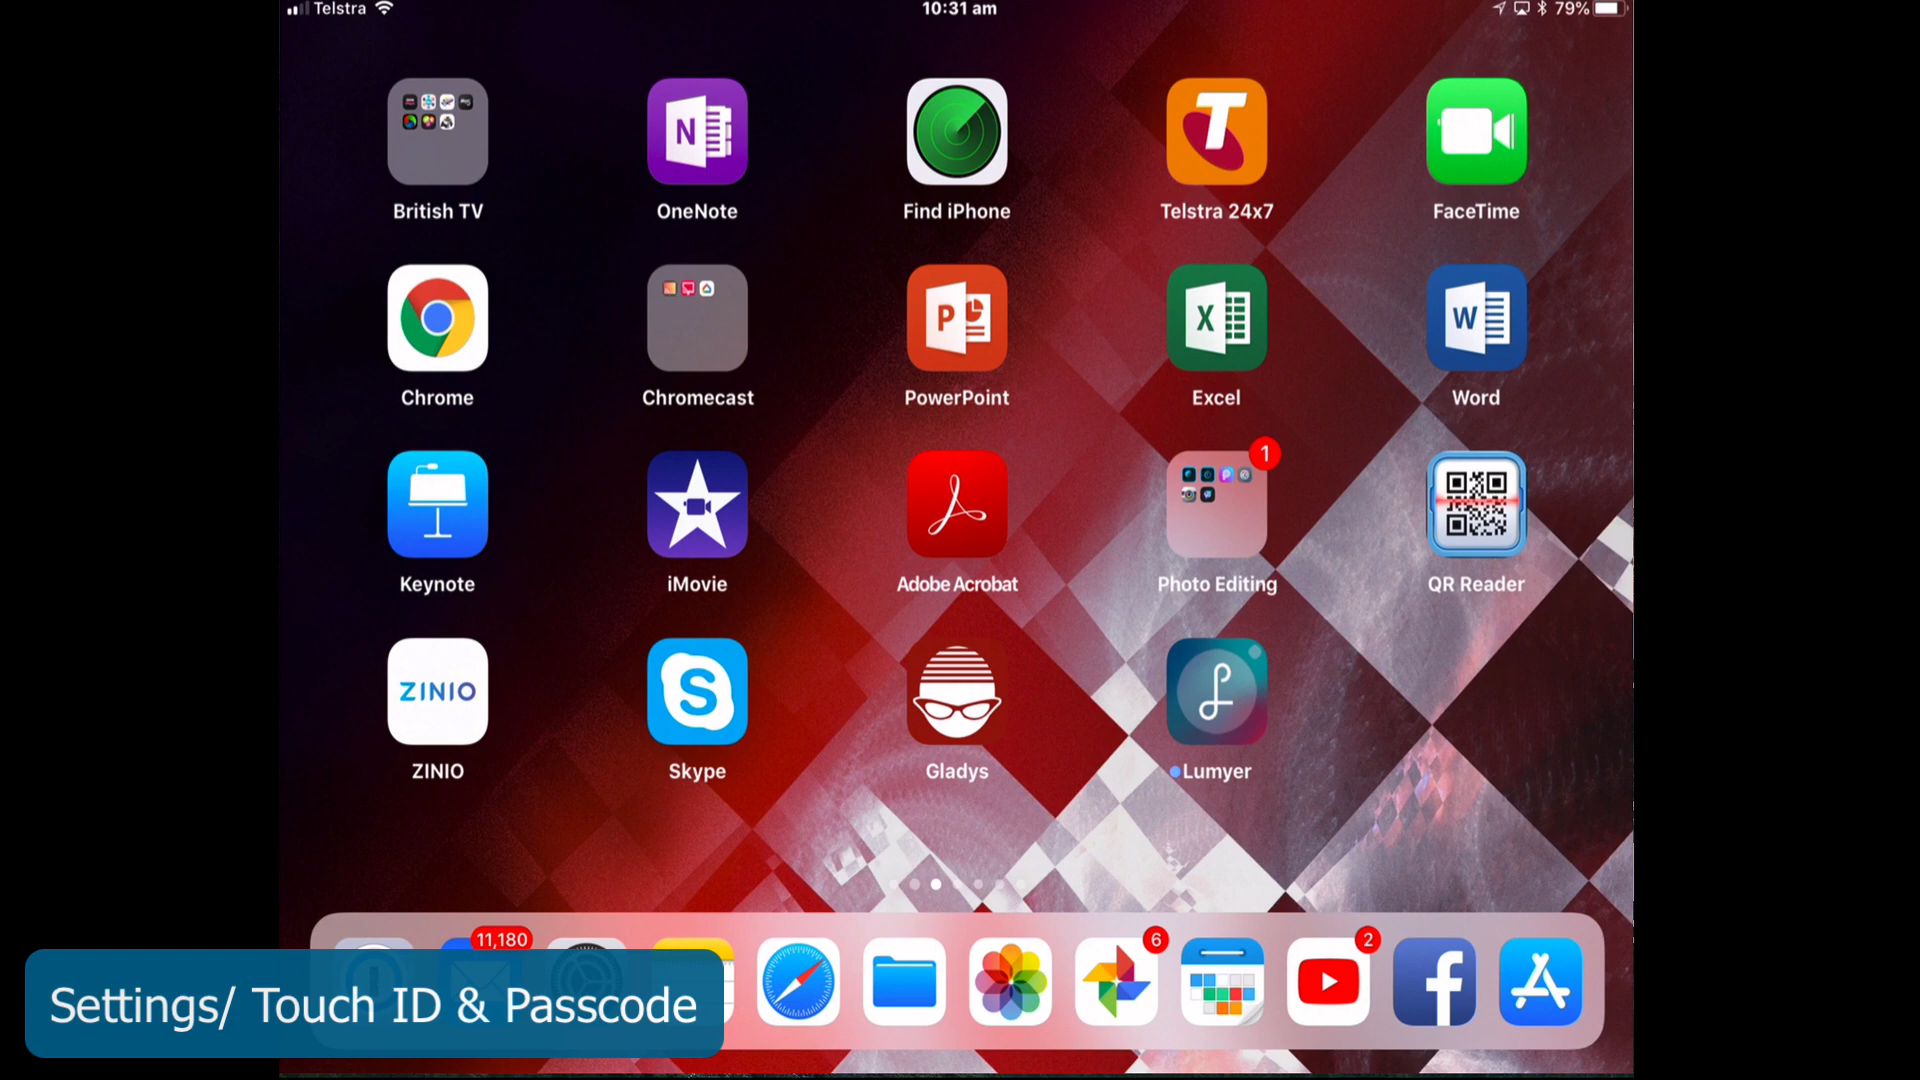 Telstra
10:31 am
79%
British TV
OneNote
Find iPhone
Telstra 24x7
FaceTime
Chrome
Chromecast
PowerPoint
Excel
Word
1
Keynote
iMovie
Adobe Acrobat
Photo Editing
QR Reader
ZINIO
ZINIO
Skype
Gladys
Lumyer
11,180
6
2
Settings/ Touch ID & Passcode